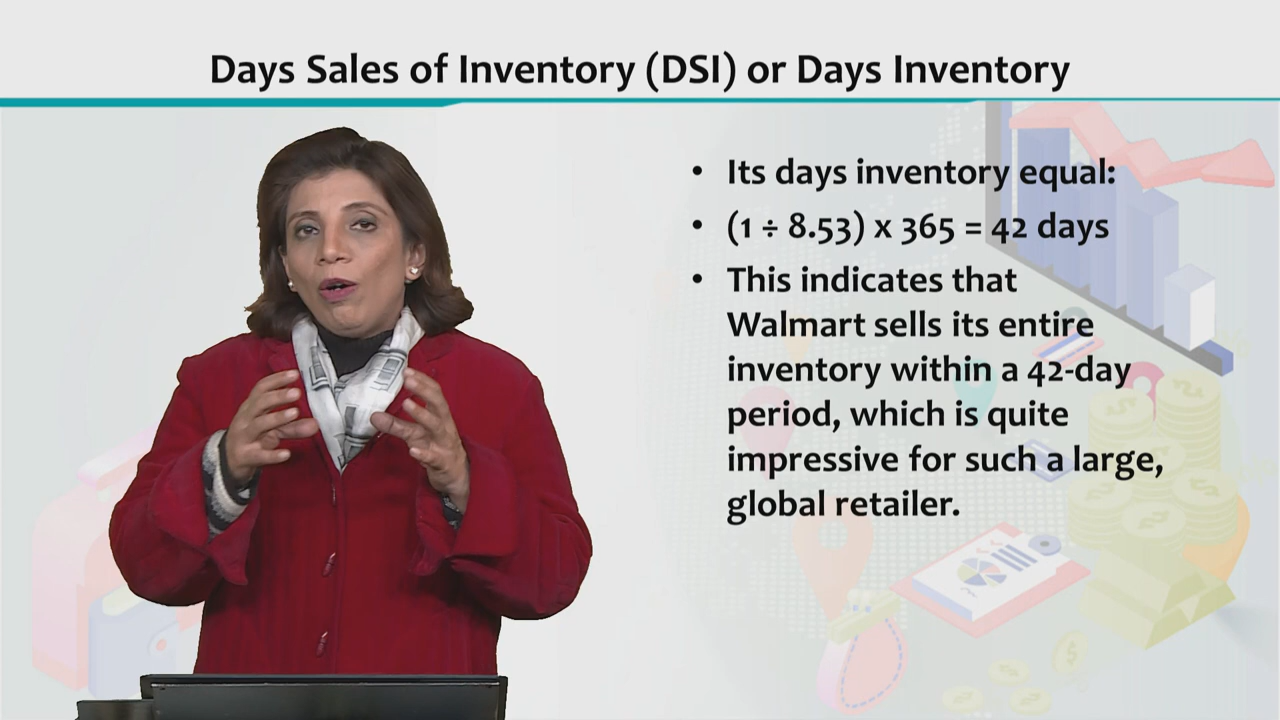 Days Sales of Inventory (DSI) or Days Inventory
• Its days inventory equal:
• (1 ÷ 8.53) x 365 = 42 days
• This indicates that
Walmart sells its entire
inventory within a 42-day
period, which is quite
impressive for such a large,
global retailer.